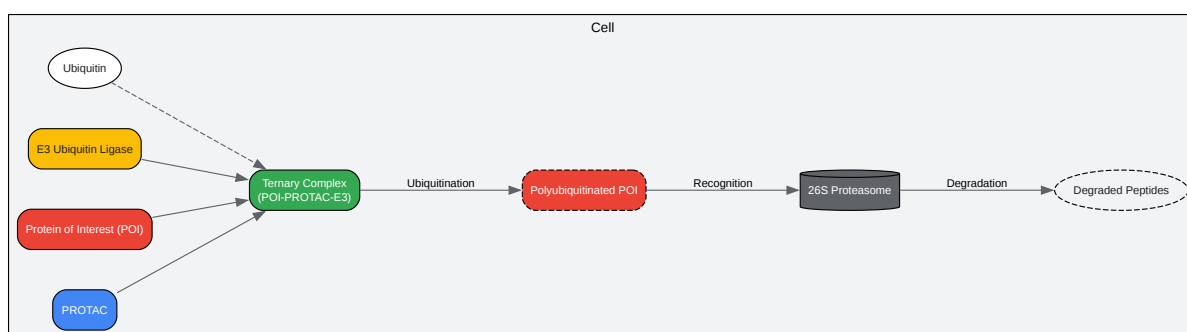 Cell
Ubiquitin
E3 Ubiquitin Ligase
Protein of Interest (POI)
PROTAC
Ternary Complex
(POI-PROTAC-E3)
Ubiquitination
Polyubiquitinated POI
Recognition
26S Proteasome
Degradation
Degraded Peptides